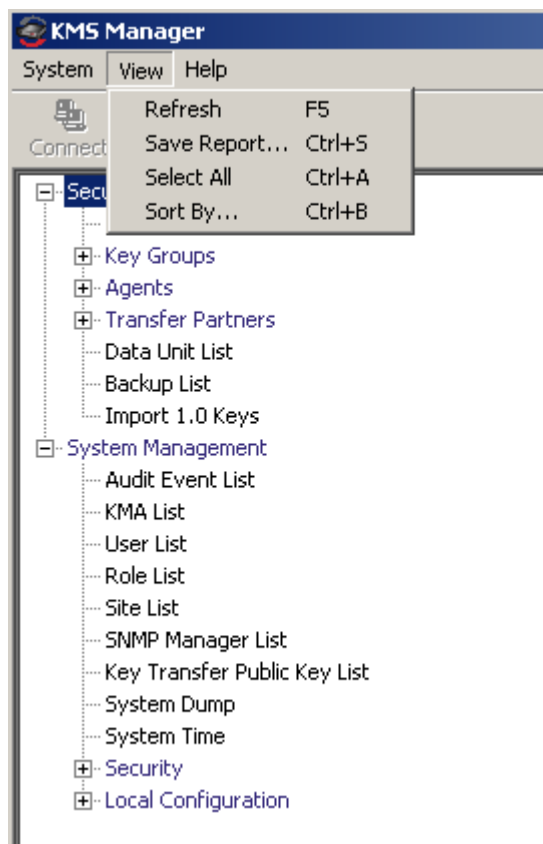 KMS Manager
System View Help
Refresh F5
Connect Save Report... Ctrl+S
Select All Ctrl+A
Sort By... Ctrl+B
Key Groups
Agents
Transfer Partners
Data Unit List
Backup List
Import 1.0 Keys
System Management
Audit Event List
KMA List
User List
Role List
Site List
SNMP Manager List
Key Transfer Public Key List
System Dump
System Time
Security
Local Configuration